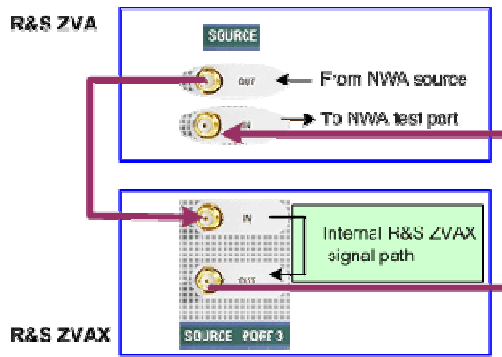 R&S ZVA
SOURCE
OUT
From NWA source
IN
To NWA test port
IN
Internal R&S ZVAX
signal path
R&S ZVAX
SOURCE PORT 3